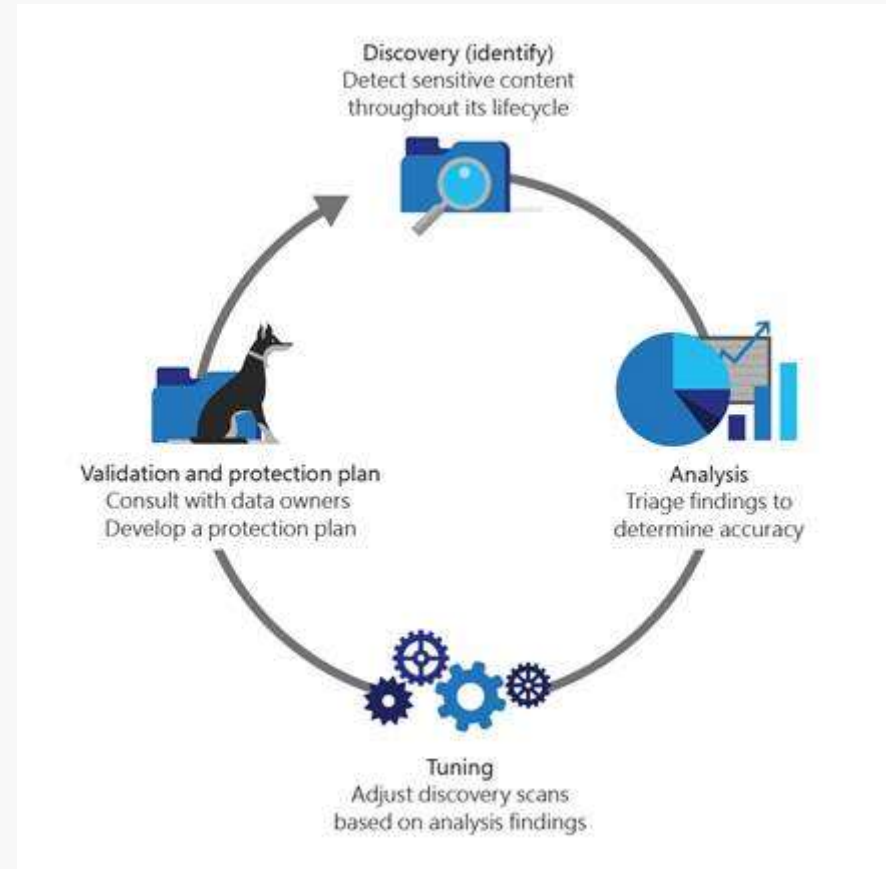 Discovery (identify)
Detect sensitive content
throughout its lifecycle
Validation and protection plan
Consult with data owners
Develop a protection plan
Analysis
Triage findings to
determine accuracy
Tuning
Adjust discovery scans
based on analysis findings